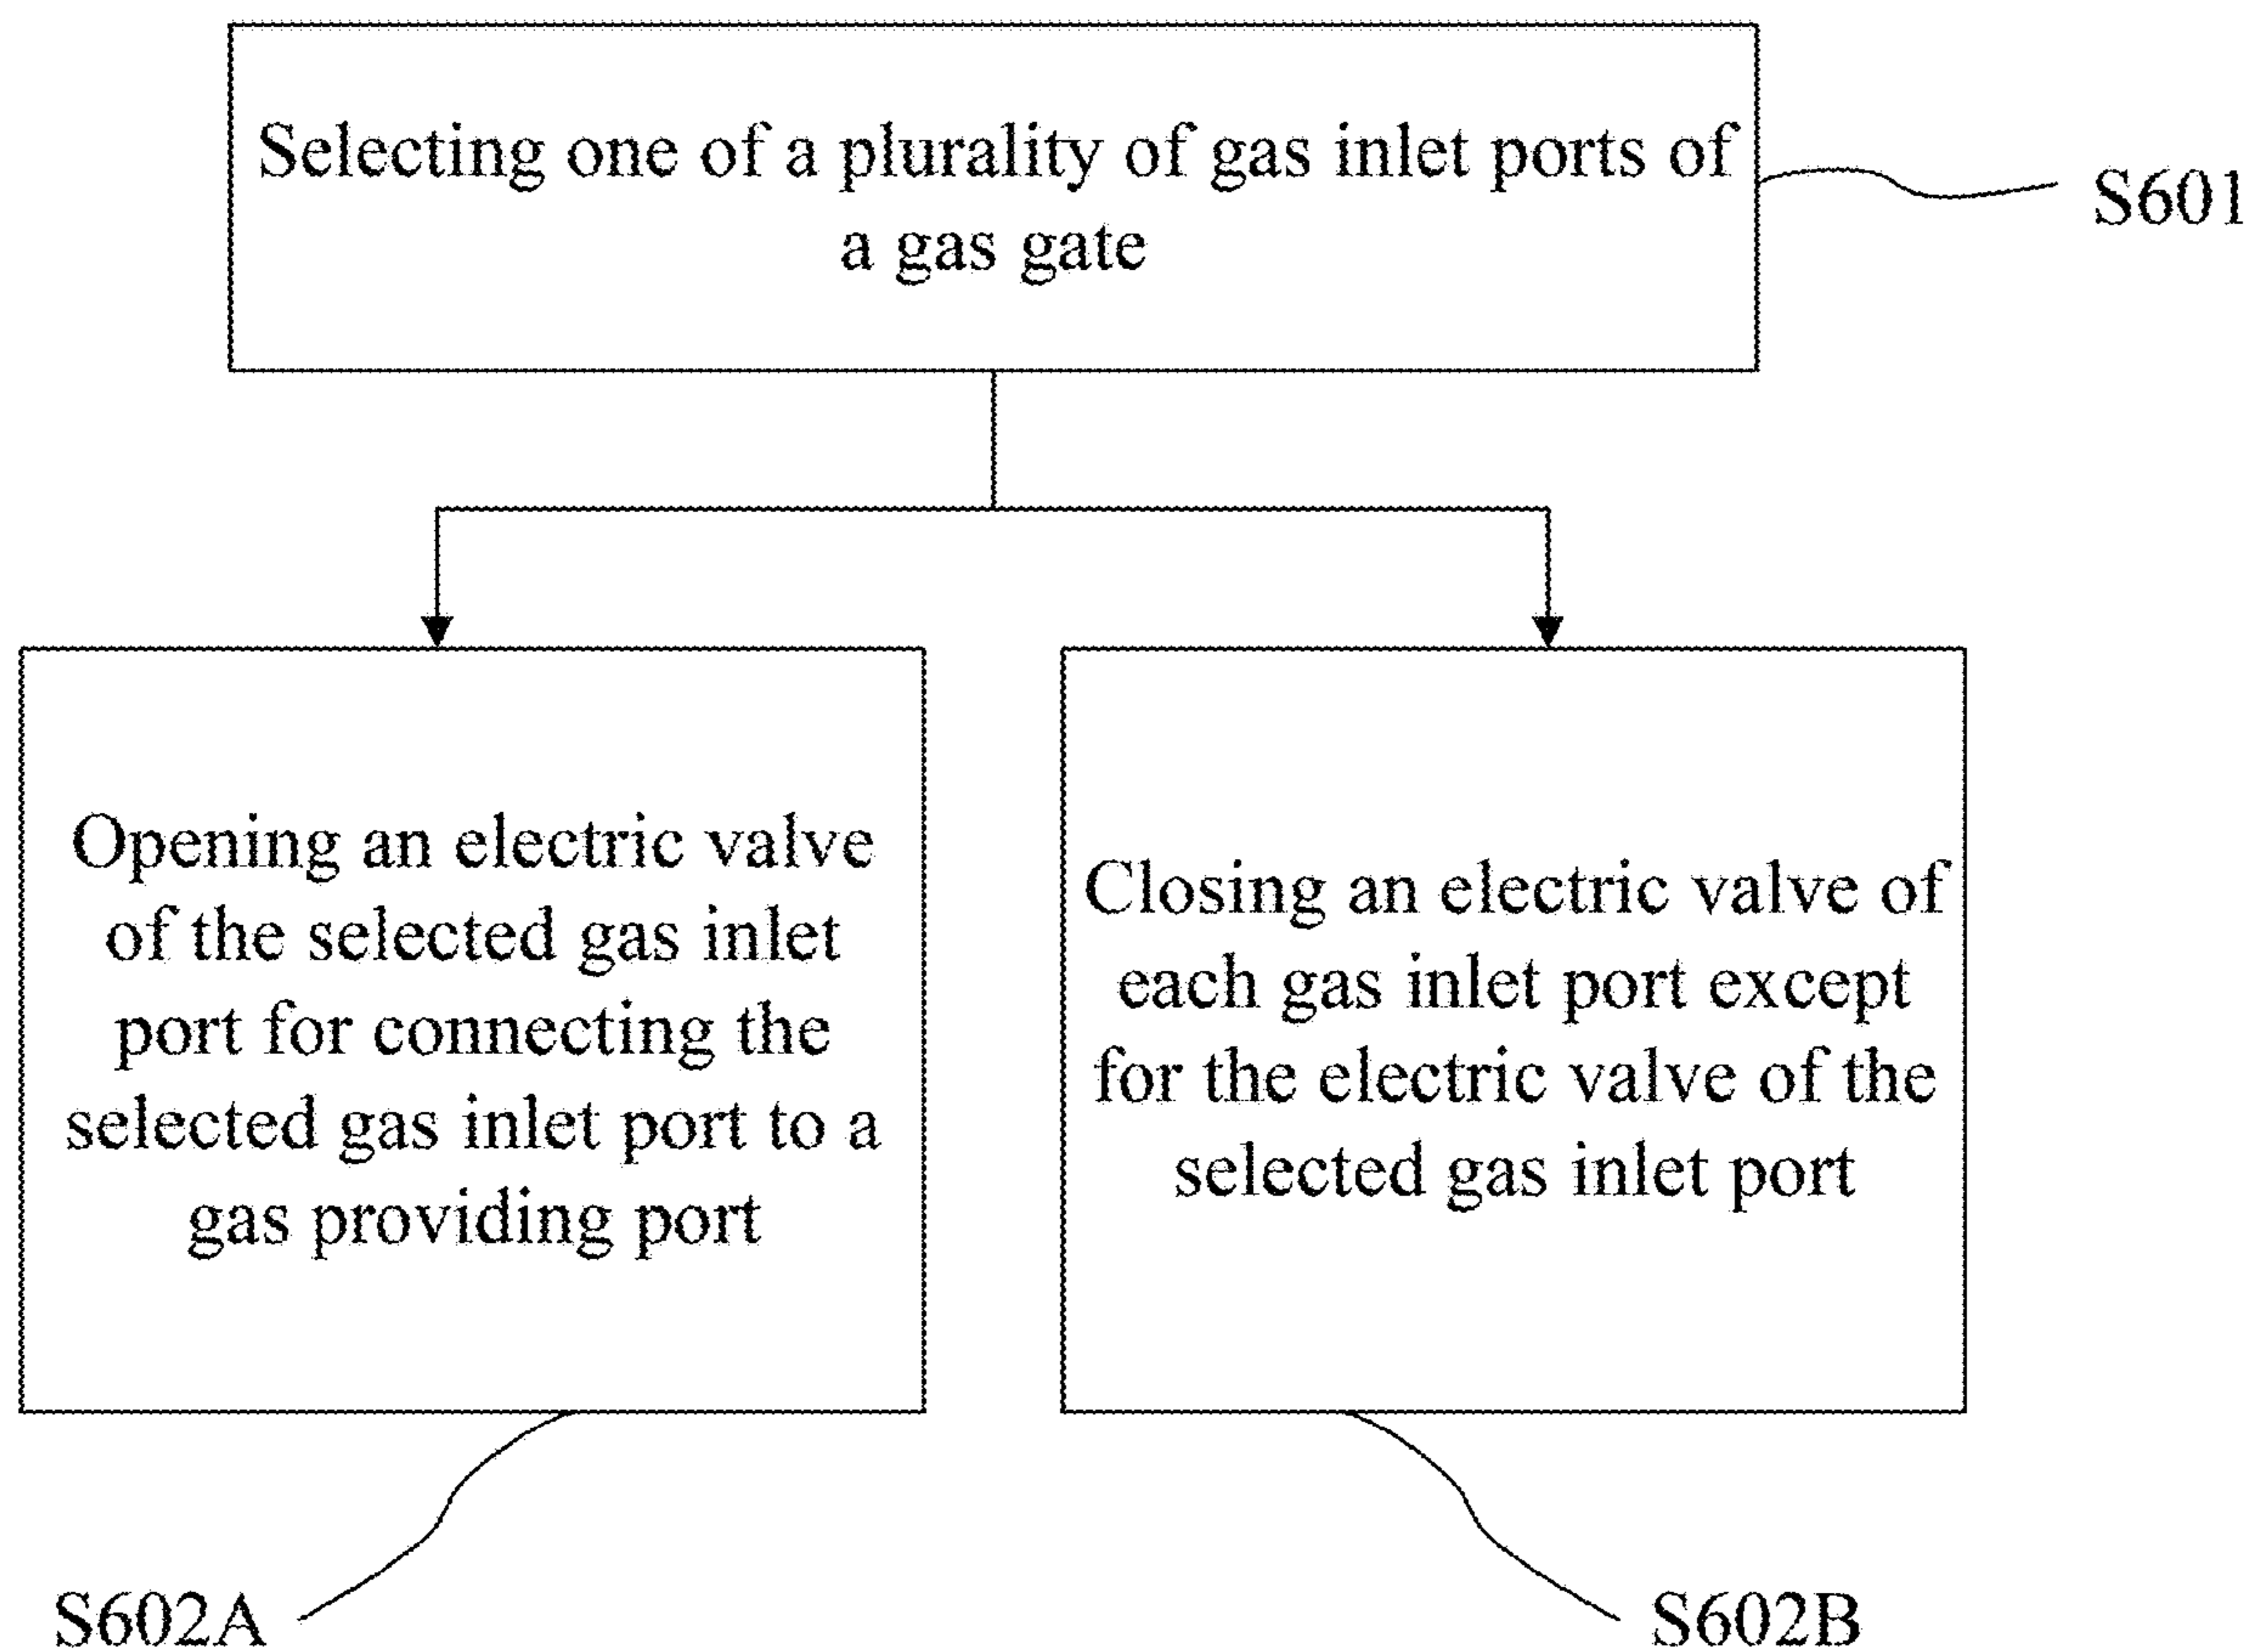 Selecting one of a plurality of gas inlet ports of
a gas gate
S601
Opening an electric valve
of the selected gas inlet
port for connecting the
selected gas inlet port to a
gas providing port
Closing an electric valve of
each gas inlet port except
for the electric valve of the
selected gas inlet port
S602A
S602B